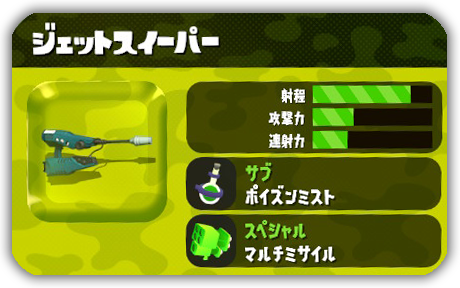 ジェットスイーパー
射程
攻撃力
連射力
サブ
ポイズンミスト
スペシャル
マルチミサイル